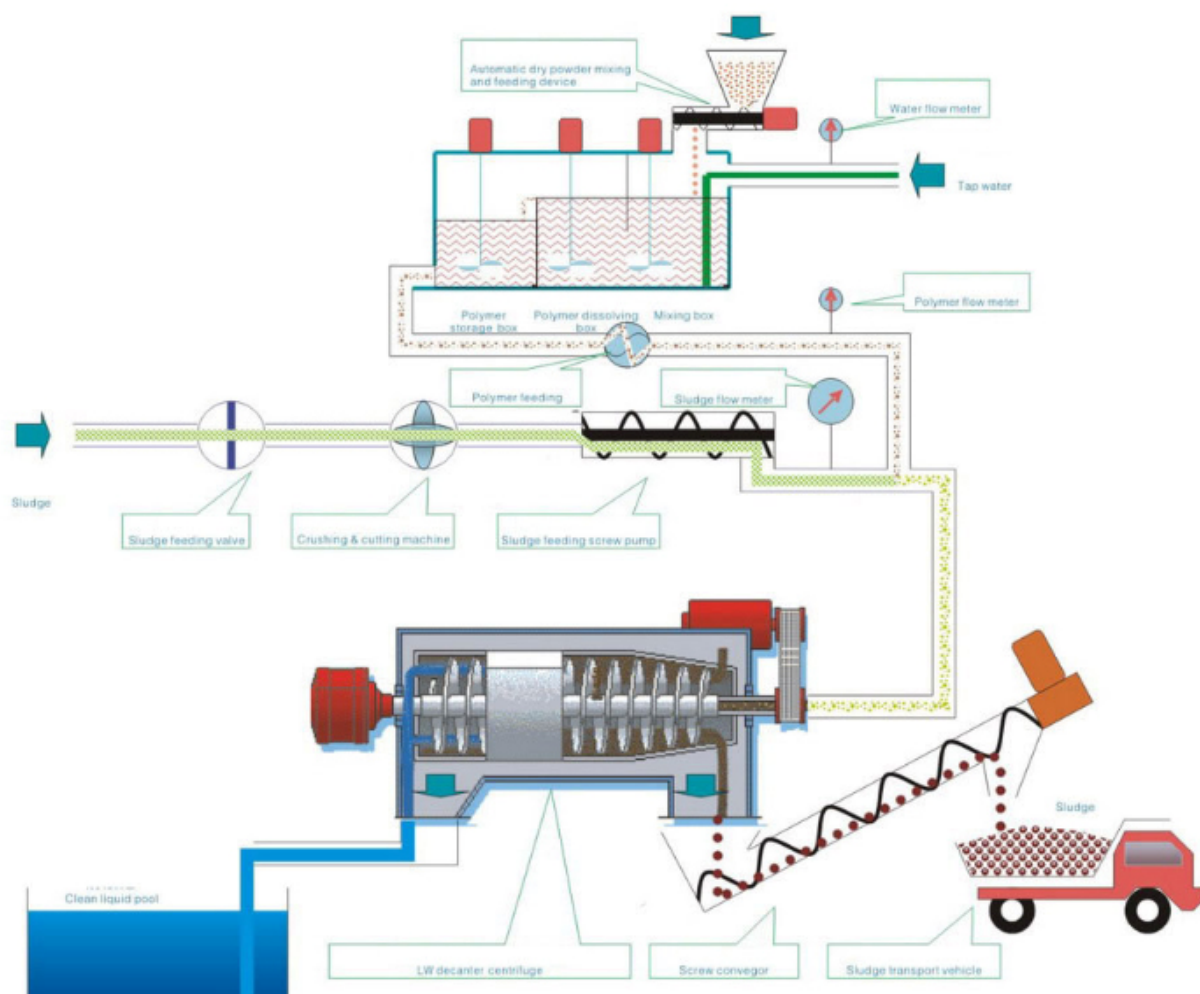 Automatic dry powder mixing
and feeding device
Water flow meter
Tap water
Polymer flow meter
Polymer
storage box
Polymer dissolving
box
Mixing box
Polymer feeding
Sludge flow meter
Sludge
Sludge feeding valve
Crushing & cutting machine
Sludge feeding screw pump
Sludge
Clean liquid pool
LW decanter centrifuge
Screw convegor
Sludge transport vehicle